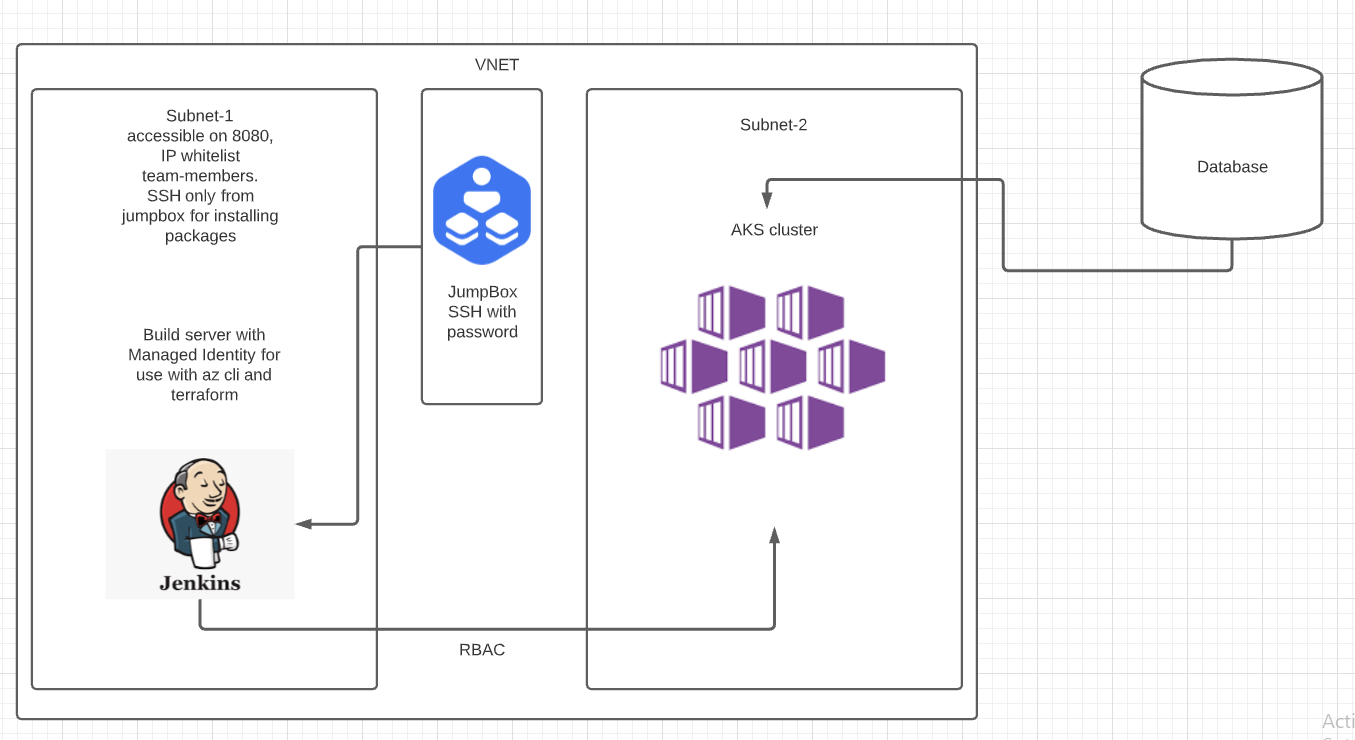 VNET
Subnet-1
accessible on 8080,
IP whitelist
team-members.
SSH only from
jumpbox for installing
packages
Build server with
Managed Identity for
use with az cli and
terraform
Jenkins
JumpBox
SSH with
password
Subnet-2
AKS cluster
RBAC
Database